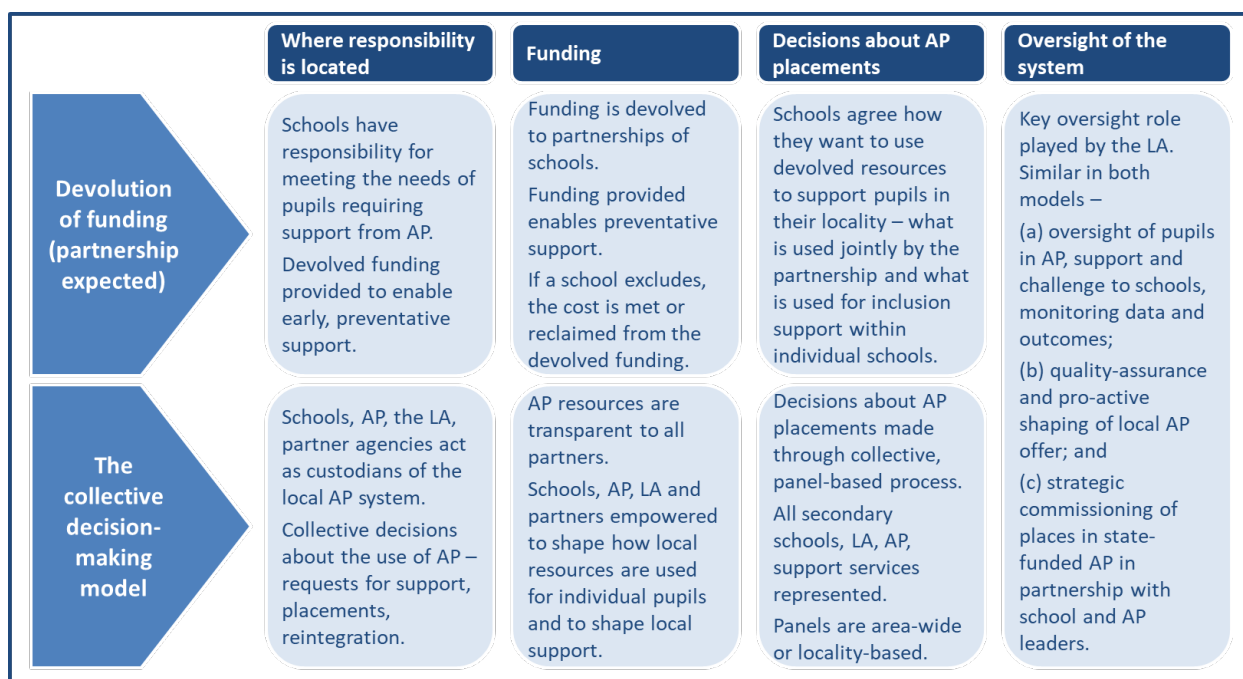 Where responsibility
is located
Funding
Decisions about AP
placements
Oversight of the
system
Devolution
of funding
(partnership
expected)
Schools have
responsibility for
meeting the needs of
pupils requiring
support from AP.
Devolved funding
provided to enable
early, preventative
support.
Funding is devolved
to partnerships of
schools.
Funding provided
enables preventative
support.
If a school excludes,
the cost is met or
reclaimed from the
devolved funding.
Schools agree how
they want to use
devolved resources
to support pupils in
their locality – what
is used jointly by the
partnership and what
is used for inclusion
support within
individual schools.
Key oversight role
played by the LA.
Similar in both
models –
(a) oversight of pupils
in AP, support and
challenge to schools,
monitoring data and
outcomes;
(b) quality-assurance
and pro-active
shaping of local AP
offer; and
(c) strategic
commissioning of
places in state-
funded AP in
partnership with
school and AP
leaders.
The
collective
decision-
making
model
Schools, AP, the LA,
partner agencies act
as custodians of the
local AP system.
Collective decisions
about the use of AP –
requests for support,
placements,
reintegration.
AP resources are
transparent to all
partners.
Schools, AP, LA and
partners empowered
to shape how local
resources are used
for individual pupils
and to shape local
support.
Decisions about AP
placements made
through collective,
panel-based process.
All secondary
schools, LA, AP,
support services
represented.
Panels are area-wide
or locality-based.